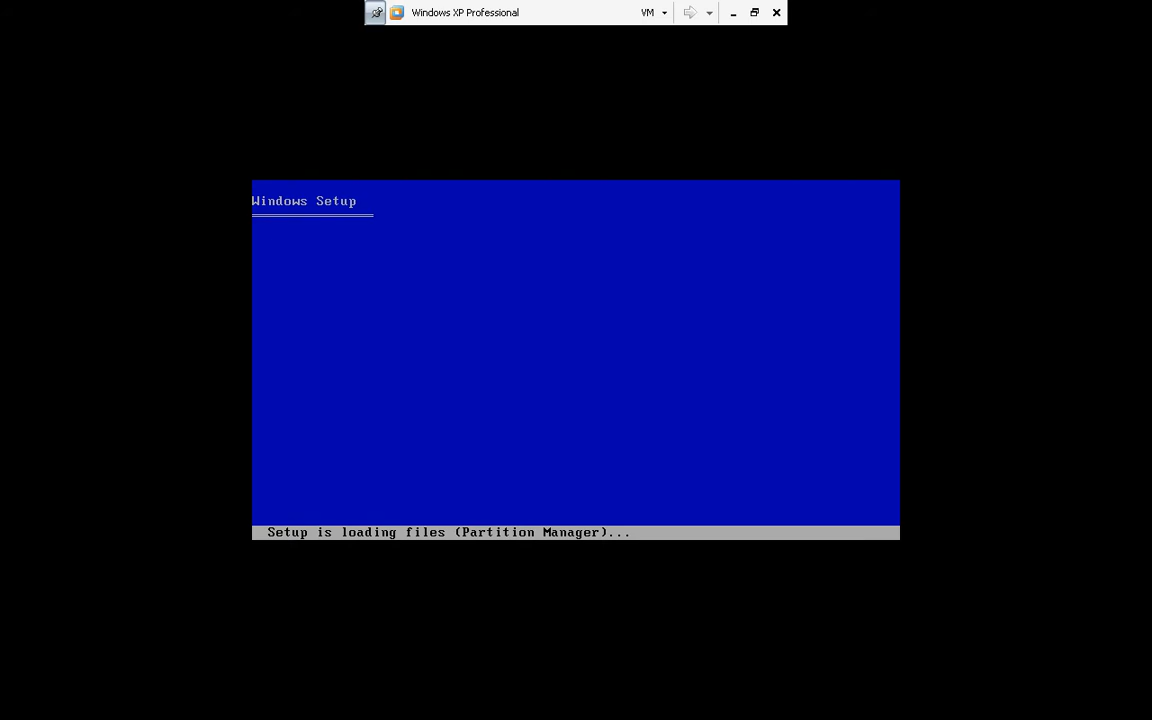 Windows XP Professional VM
Windows Setup
Setup is loading files (Partition Manager)...